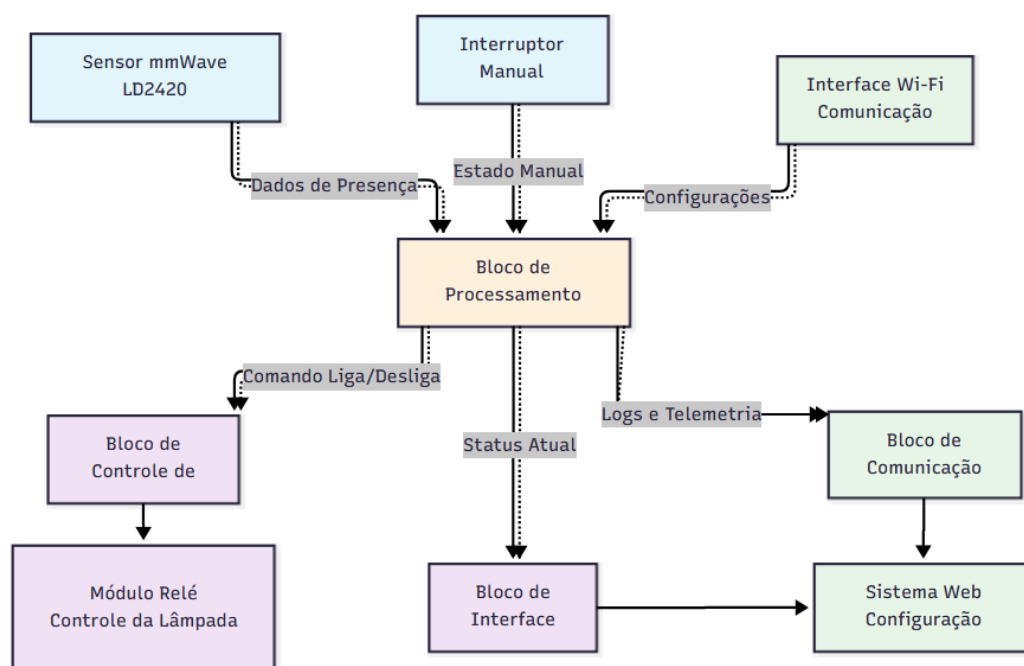 Sensor mmWave
LD2420
Interruptor
Manual
Interface Wi-Fi
Comunicação
Dados de Presença
Estado Manual
Configurações
Bloco de
Processamento
Comando Liga/Desliga
Status Atual
Logs e Telemetria
Bloco de
Controle de
Bloco de
Comunicação
Módulo Relé
Controle da Lâmpada
Bloco de
Interface
Sistema Web
Configuração